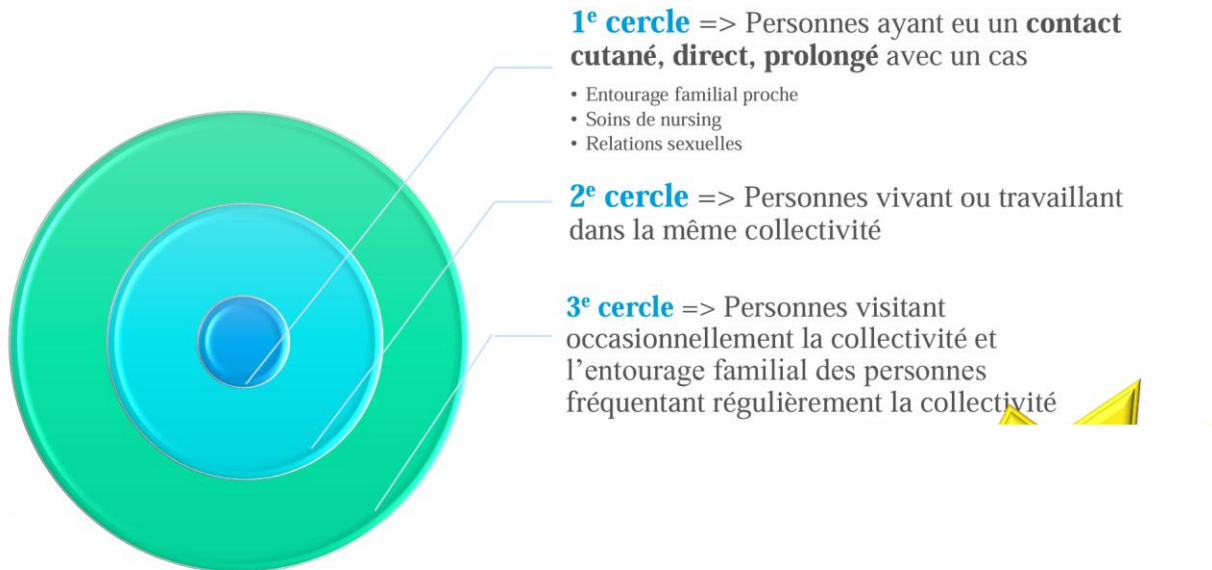 1e cercle => Personnes ayant eu un contact
cutané, direct, prolongé avec un cas
• Entourage familial proche
• Soins de nursing
• Relations sexuelles
2e cercle => Personnes vivant ou travaillant
dans la même collectivité
3e cercle => Personnes visitant
occasionnellement la collectivité et
l’entourage familial des personnes
fréquentant régulièrement la collectivité